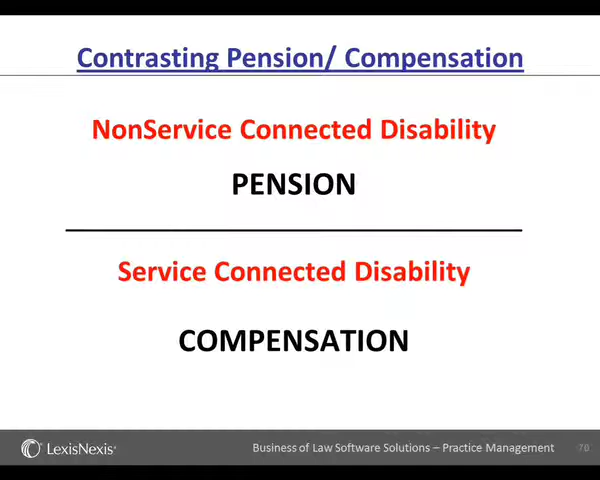 Contrasting Pension/ Compensation
NonService Connected Disability
PENSION
Service Connected Disability
COMPENSATION
LexisNexis® Business of Law Software Solutions – Practice Management 70